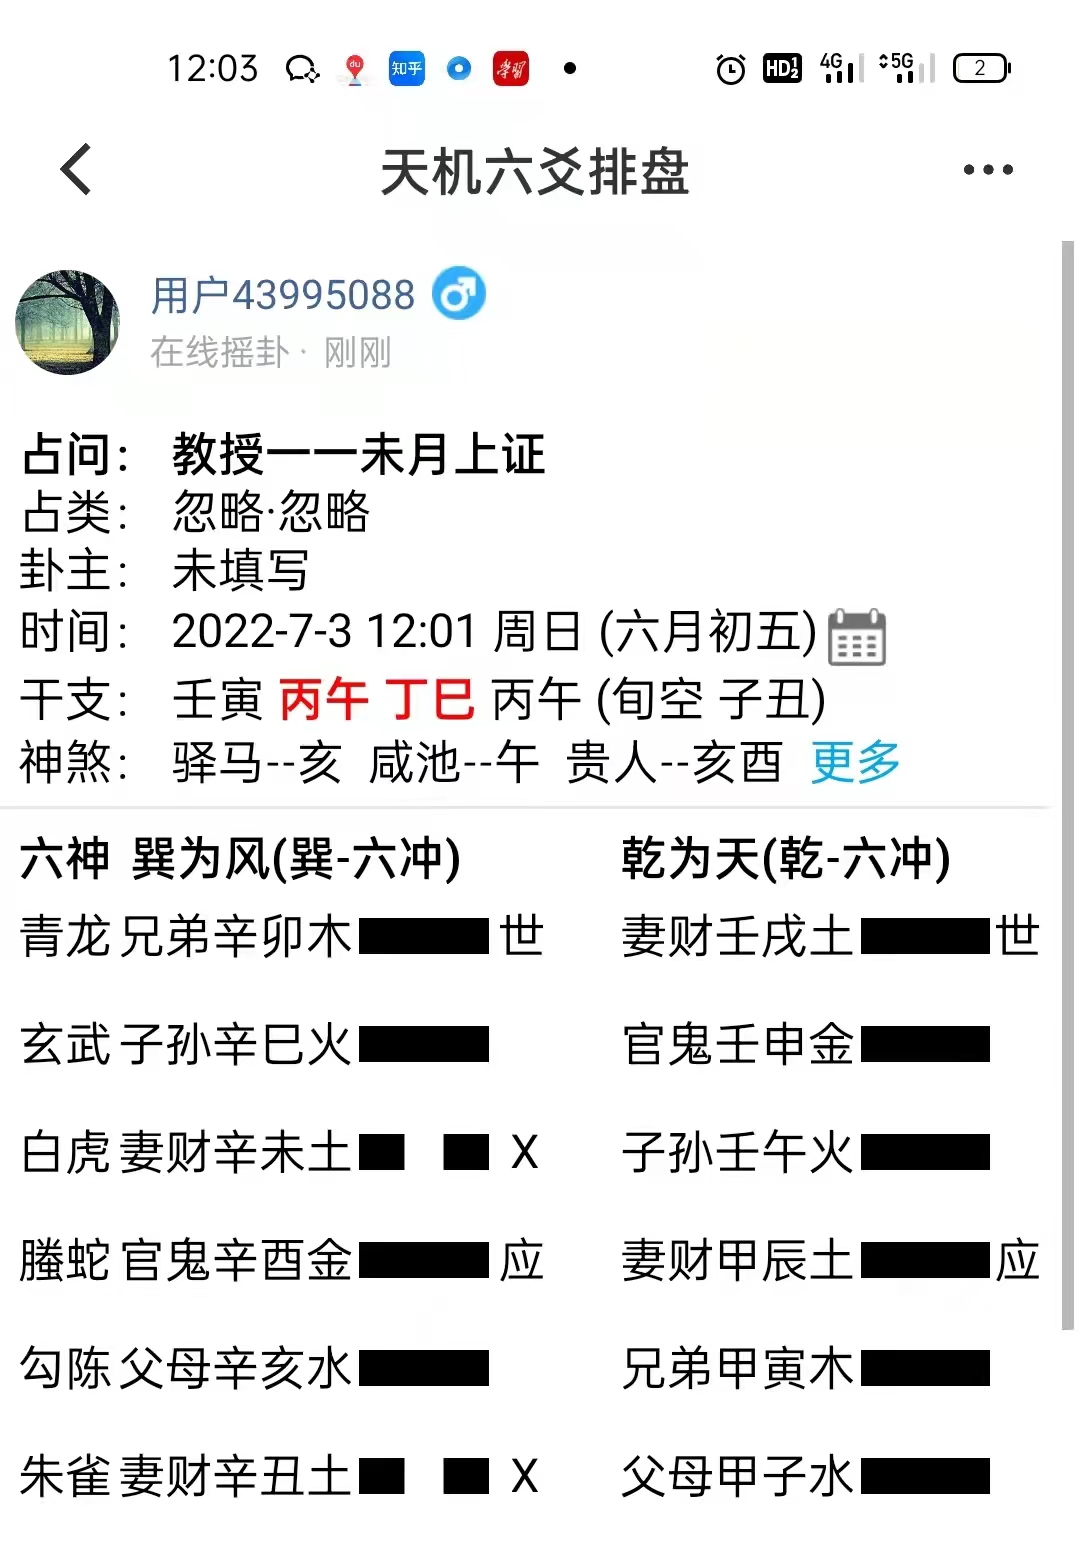 12:03 du 知乎 学习 HD 1 2 4G 5G 2
天机六爻排盘
用户43995088
在线摇卦 · 刚刚
占问： 教授一一未月上证
占类： 忽略·忽略
卦主： 未填写
时间： 2022-7-3 12:01 周日 (六月初五)
干支： 壬寅 丙午 丁巳 丙午 (旬空 子丑)
神煞： 驿马--亥 咸池--午 贵人--亥酉 更多
六神 巽为风(巽-六冲) 乾为天(乾-六冲)
青龙 兄弟辛卯木 世 妻财壬戌土 世
玄武 子孙辛巳火 官鬼壬申金
白虎 妻财辛未土 X 子孙壬午火
螣蛇 官鬼辛酉金 应 妻财甲辰土 应
勾陈 父母辛亥水 兄弟甲寅木
朱雀 妻财辛丑土 X 父母甲子水